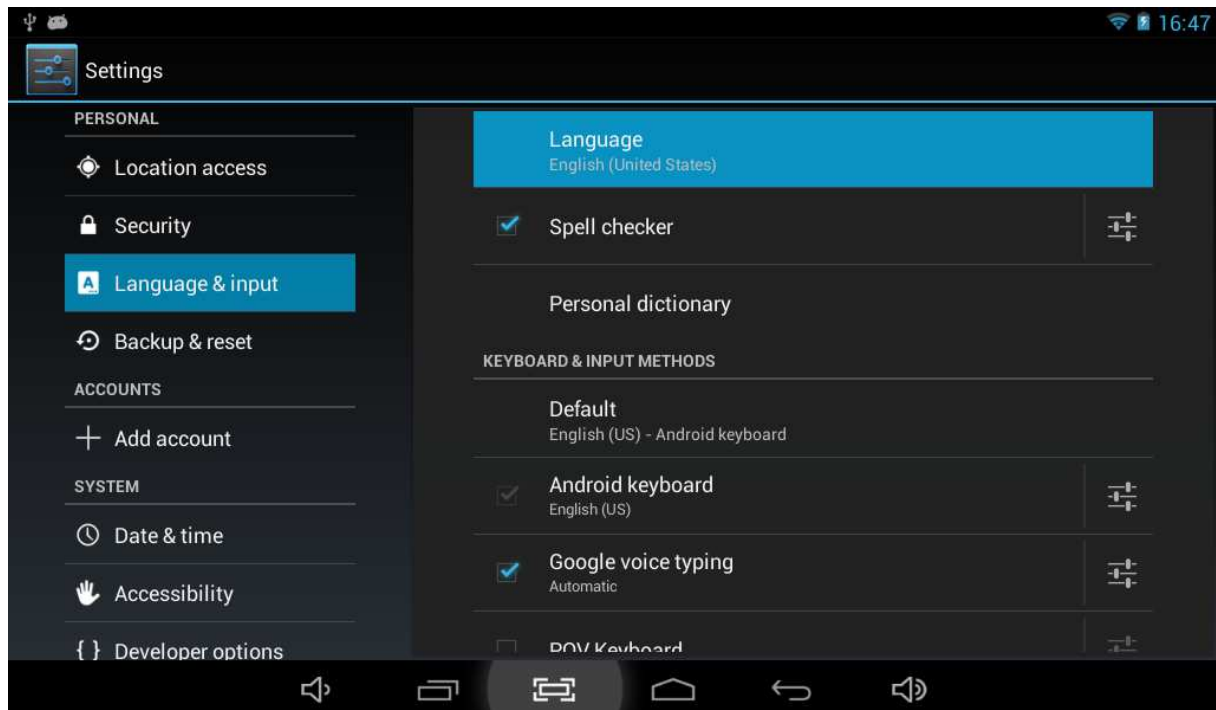 16:47
Settings
PERSONAL
Location access
Security
Language & input
Backup & reset
ACCOUNTS
Add account
SYSTEM
Date & time
Accessibility
{ } Developer options
Language
English (United States)
Spell checker
Personal dictionary
KEYBOARD & INPUT METHODS
Default
English (US) - Android keyboard
Android keyboard
English (US)
Google voice typing
Automatic
POV Keyboard